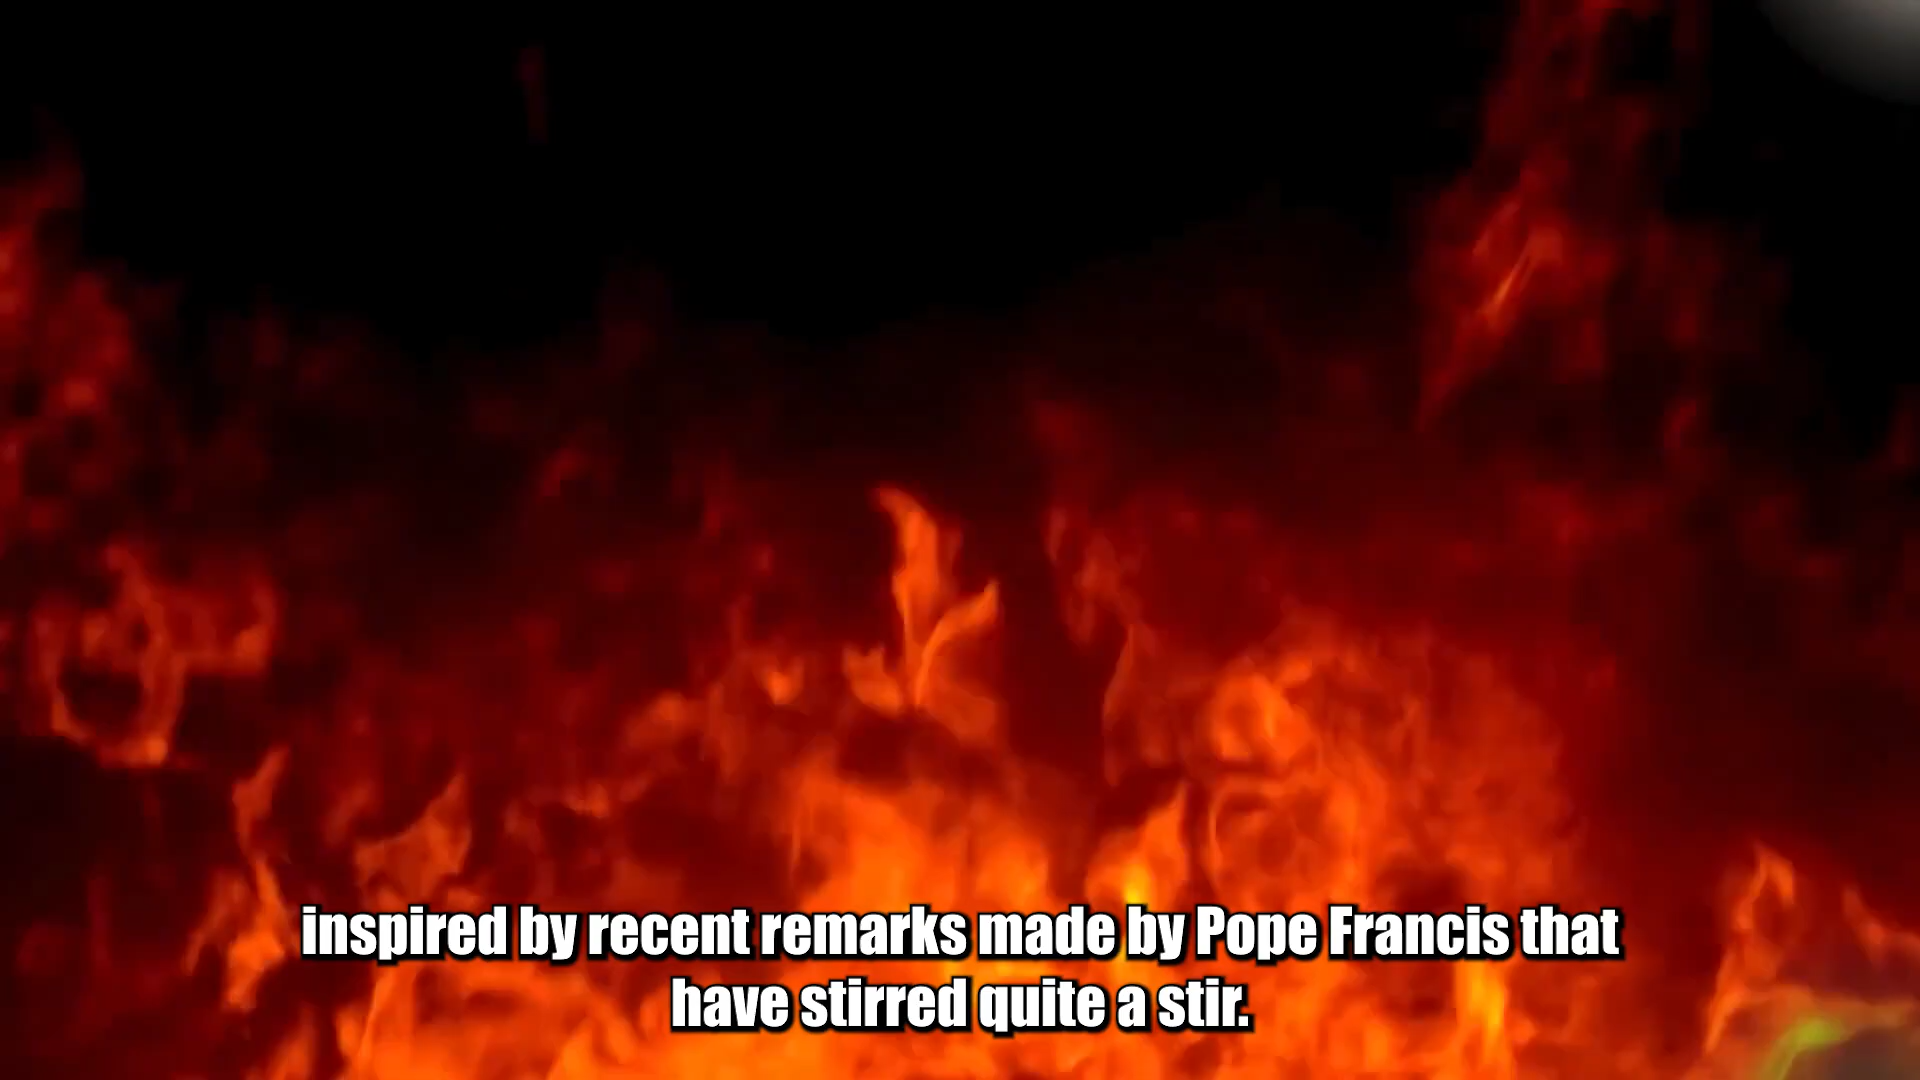 inspired by recent remarks made by Pope Francis that
have stirred quite a stir.